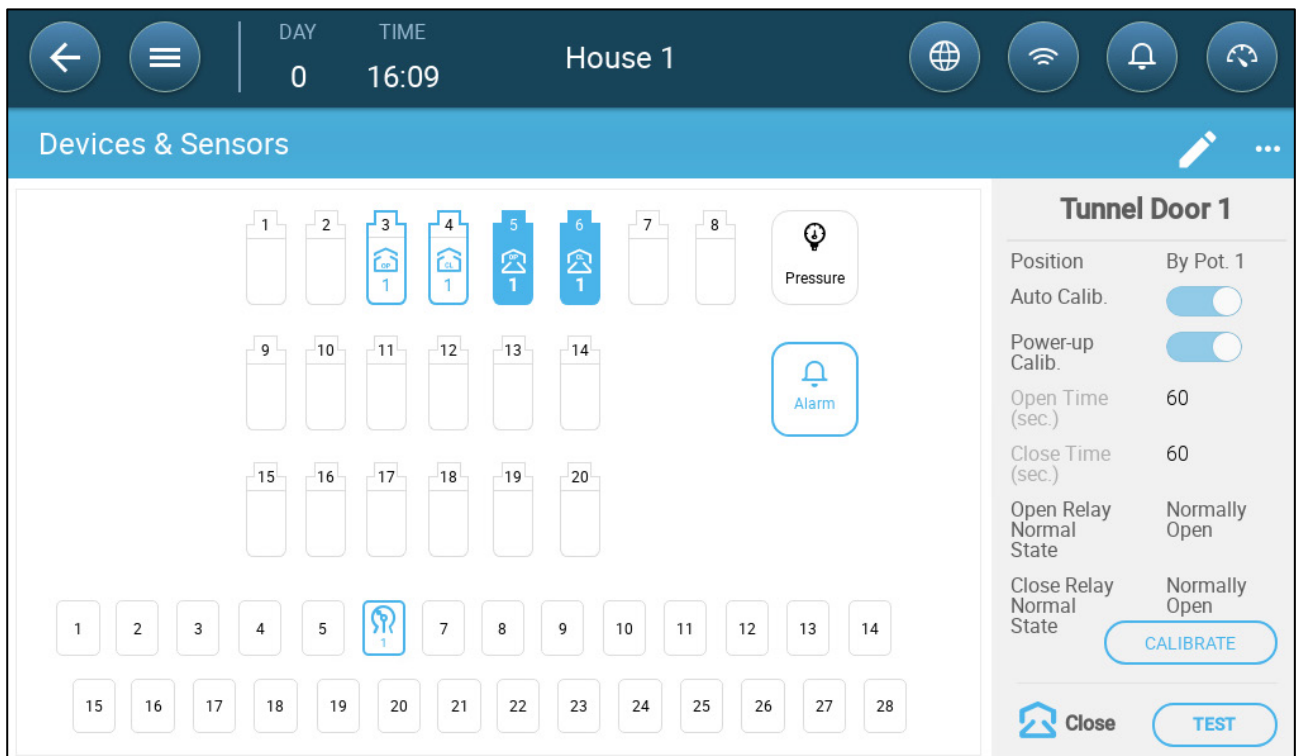 DAY TIME
0 16:09
House 1
Devices & Sensors
1 2 3 4 5 6 7 8
OP CL OP CL
1 1 1 1
Pressure
9 10 11 12 13 14
Alarm
15 16 17 18 19 20
1 2 3 4 5 7 8 9 10 11 12 13 14
1
15 16 17 18 19 20 21 22 23 24 25 26 27 28
Tunnel Door 1
Position By Pot. 1
Auto Calib.
Power-up
Calib.
Open Time 60
(sec.)
Close Time 60
(sec.)
Open Relay Normally
Normal Open
State
Close Relay Normally
Normal Open
State
CALIBRATE
Close TEST